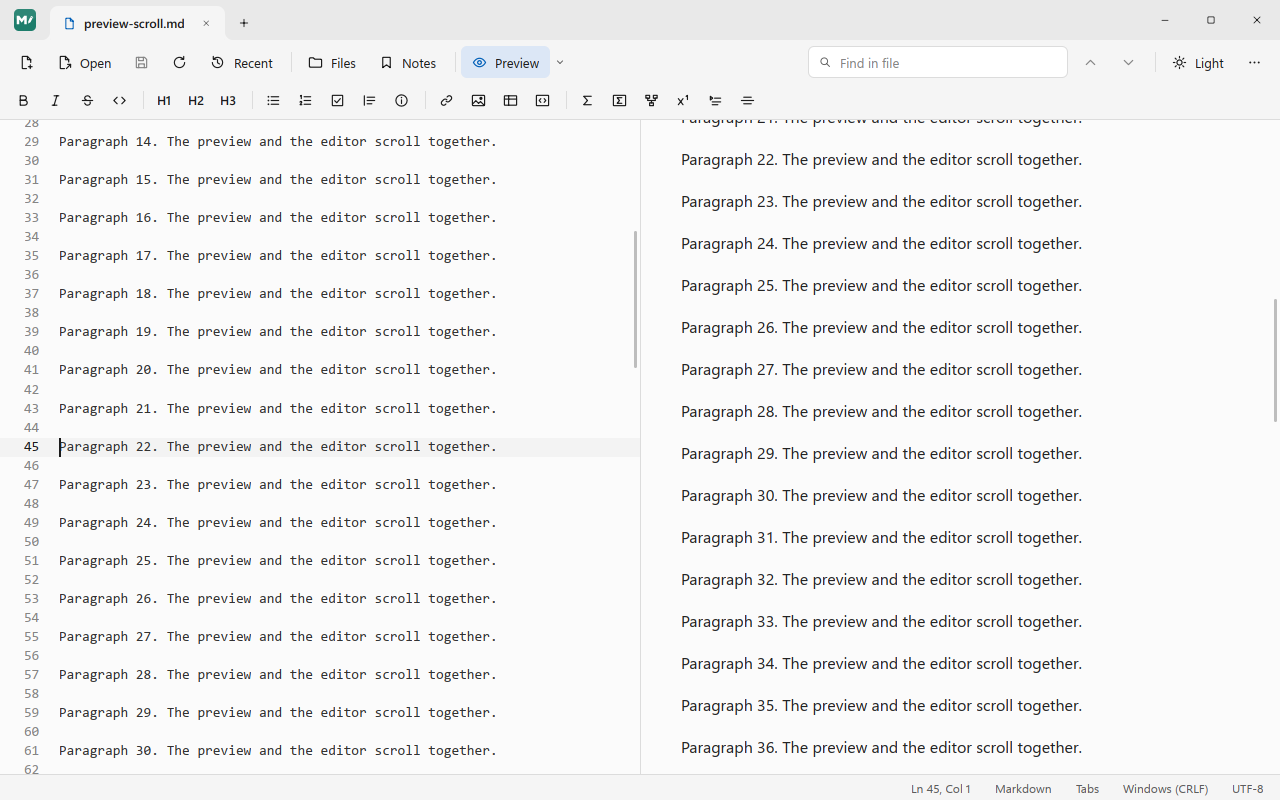 preview-scroll.md
Open
Recent
Files
Notes
Preview
Find in file
Light
B I S <> H1 H2 H3
28
29 Paragraph 14. The preview and the editor scroll together.
30
31 Paragraph 15. The preview and the editor scroll together.
32
33 Paragraph 16. The preview and the editor scroll together.
34
35 Paragraph 17. The preview and the editor scroll together.
36
37 Paragraph 18. The preview and the editor scroll together.
38
39 Paragraph 19. The preview and the editor scroll together.
40
41 Paragraph 20. The preview and the editor scroll together.
42
43 Paragraph 21. The preview and the editor scroll together.
44
45 Paragraph 22. The preview and the editor scroll together.
46
47 Paragraph 23. The preview and the editor scroll together.
48
49 Paragraph 24. The preview and the editor scroll together.
50
51 Paragraph 25. The preview and the editor scroll together.
52
53 Paragraph 26. The preview and the editor scroll together.
54
55 Paragraph 27. The preview and the editor scroll together.
56
57 Paragraph 28. The preview and the editor scroll together.
58
59 Paragraph 29. The preview and the editor scroll together.
60
61 Paragraph 30. The preview and the editor scroll together.
62
Paragraph 21. The preview and the editor scroll together.
Paragraph 22. The preview and the editor scroll together.
Paragraph 23. The preview and the editor scroll together.
Paragraph 24. The preview and the editor scroll together.
Paragraph 25. The preview and the editor scroll together.
Paragraph 26. The preview and the editor scroll together.
Paragraph 27. The preview and the editor scroll together.
Paragraph 28. The preview and the editor scroll together.
Paragraph 29. The preview and the editor scroll together.
Paragraph 30. The preview and the editor scroll together.
Paragraph 31. The preview and the editor scroll together.
Paragraph 32. The preview and the editor scroll together.
Paragraph 33. The preview and the editor scroll together.
Paragraph 34. The preview and the editor scroll together.
Paragraph 35. The preview and the editor scroll together.
Paragraph 36. The preview and the editor scroll together.
Ln 45, Col 1
Markdown
Tabs
Windows (CRLF)
UTF-8